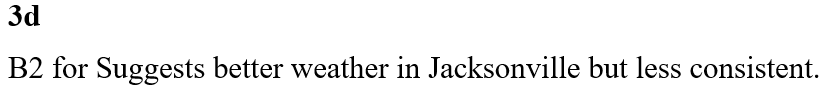 3d
B2 for Suggests better weather in Jacksonville but less consistent.